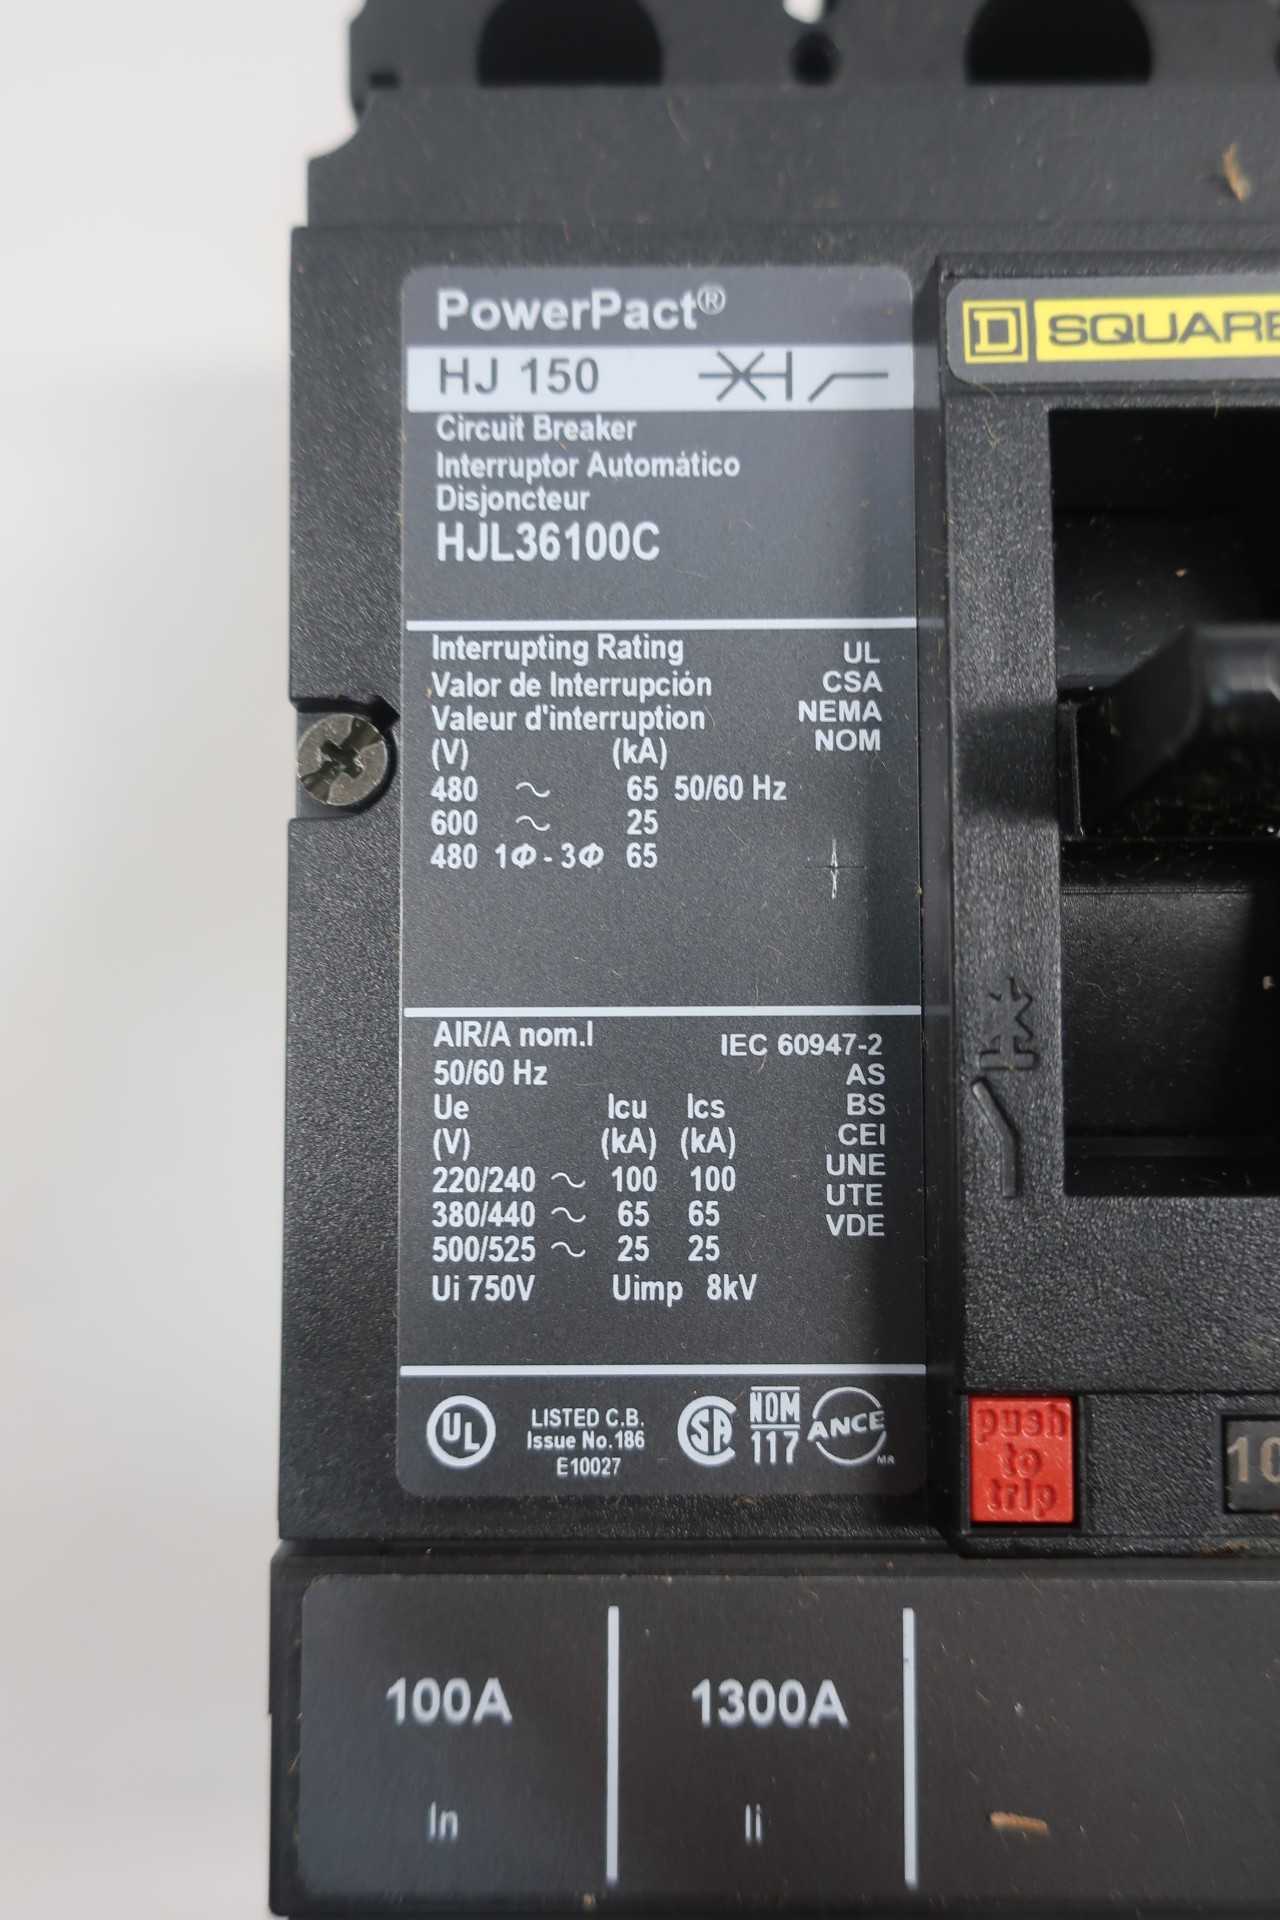 PowerPact®
D SQUARE
HJ 150
Circuit Breaker
Interruptor Automático
Disjoncteur
HJL36100C
Interrupting Rating UL
Valor de Interrupción CSA
Valeur d'interruption NEMA
(V) (kA) NOM
480 ~ 65 50/60 Hz
600 ~ 25
480 1Φ - 3Φ 65
AIR/A nom.I IEC 60947-2
50/60 Hz AS
Ue Icu Ics BS
(V) (kA) (kA) CEI
220/240 ~ 100 100 UNE
380/440 ~ 65 65 UTE
500/525 ~ 25 25 VDE
Ui 750V Uimp 8kV
UL
LISTED C.B.
Issue No.186
E10027
SA
NOM
117
ANCE
MR
push
to
trip
10
100A 1300A
In Ii